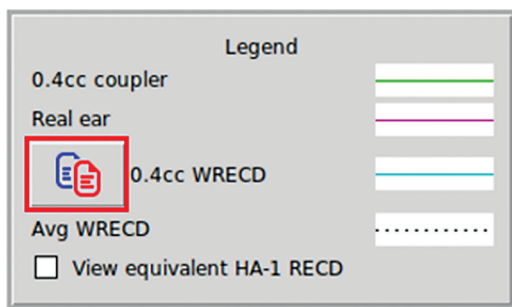 Legend
0.4cc coupler
Real ear
0.4cc WRECD
Avg WRECD
View equivalent HA-1 RECD